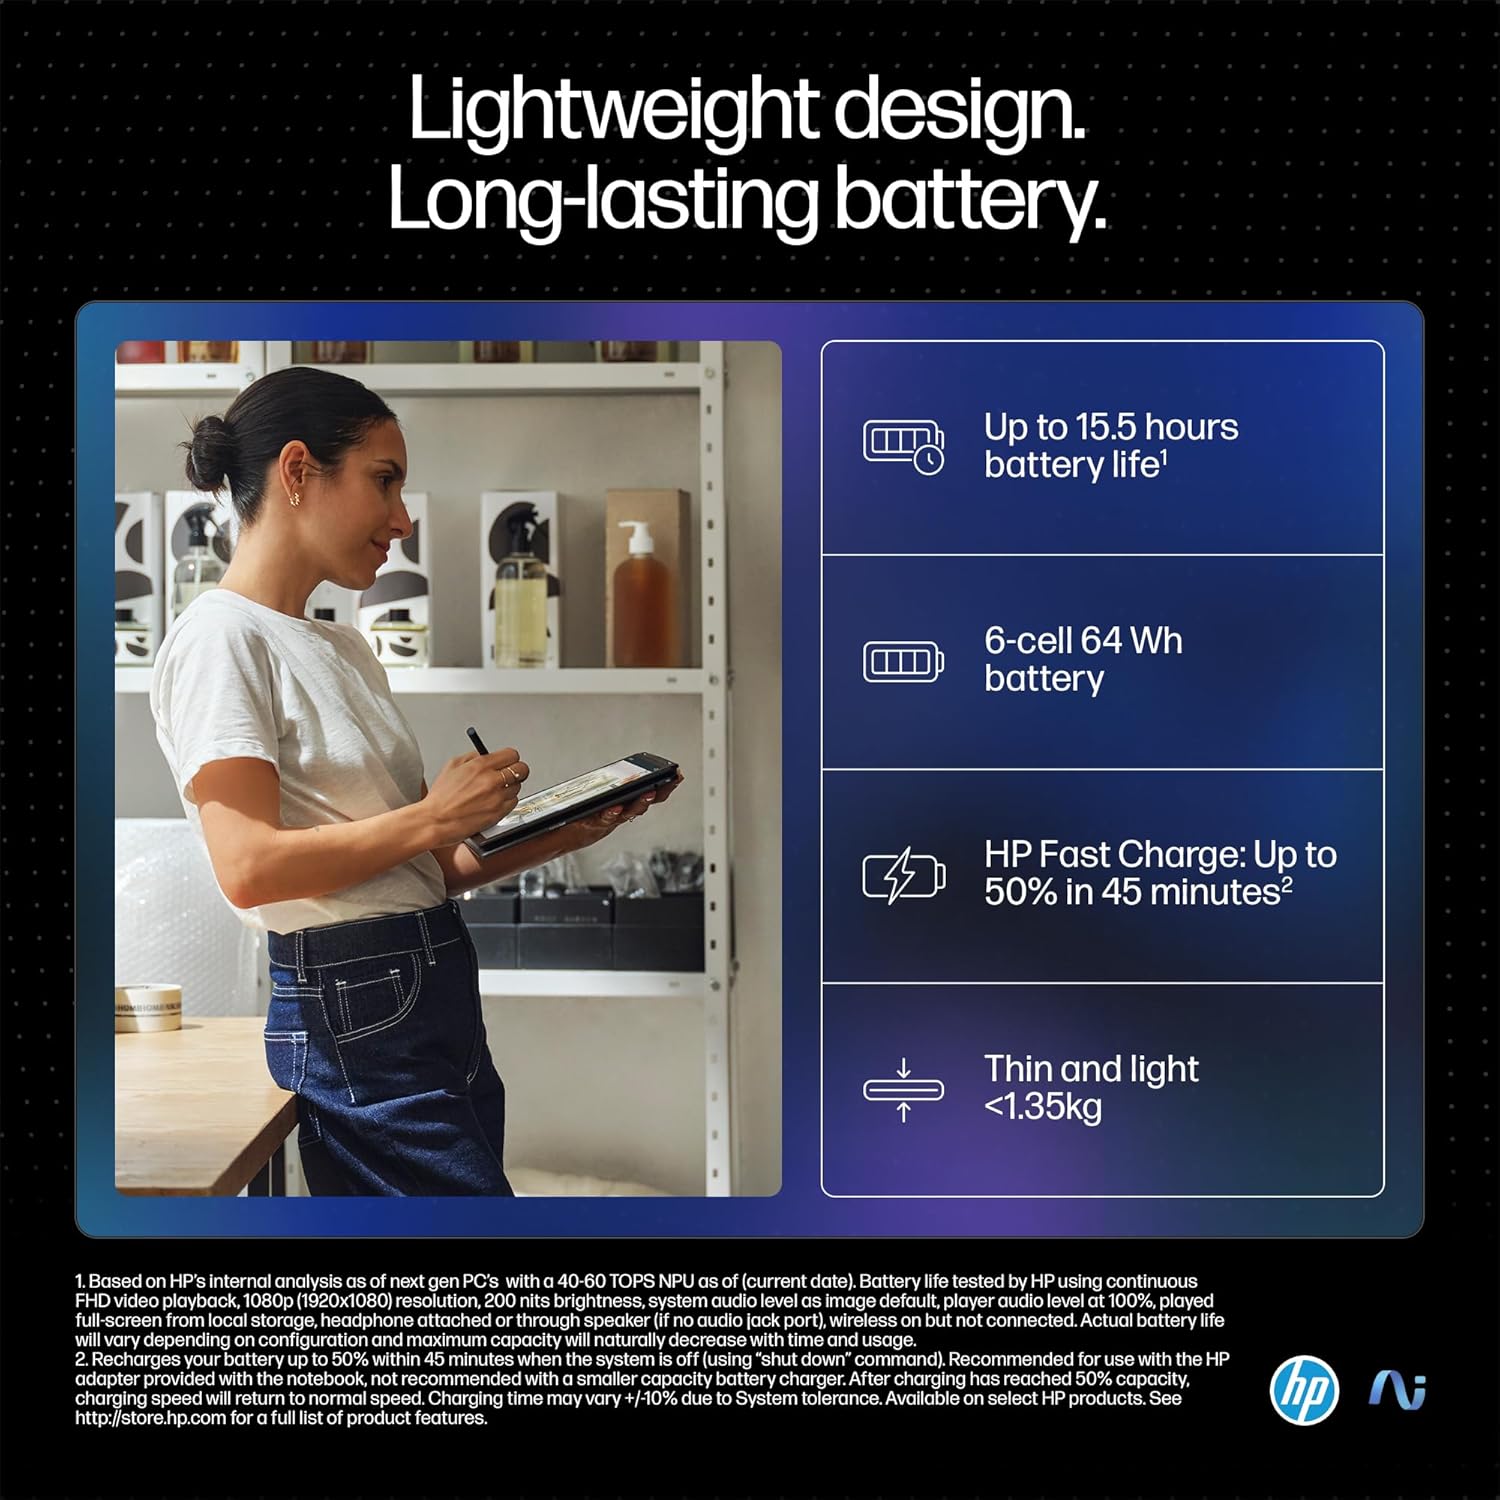 Lightweight design.
Long-lasting battery.
Up to 15.5 hours
battery life¹
6-cell 64 Wh
battery
HP Fast Charge: Up to
50% in 45 minutes²
Thin and light
<1.35kg
1. Based on HP's internal analysis as of next gen PC's with a 40-60 TOPS NPU as of (current date). Battery life tested by HP using continuous
FHD video playback, 1080p (1920x1080) resolution, 200 nits brightness, system audio level as image default, player audio level at 100%, played
full-screen from local storage, headphone attached or through speaker (if no audio jack port), wireless on but not connected. Actual battery life
will vary depending on configuration and maximum capacity will naturally decrease with time and usage.
2. Recharges your battery up to 50% within 45 minutes when the system is off (using “shut down” command). Recommended for use with the HP
adapter provided with the notebook, not recommended with a smaller capacity battery charger. After charging has reached 50% capacity,
charging speed will return to normal speed. Charging time may vary +/-10% due to System tolerance. Available on select HP products. See
http://store.hp.com for a full list of product features.
hp